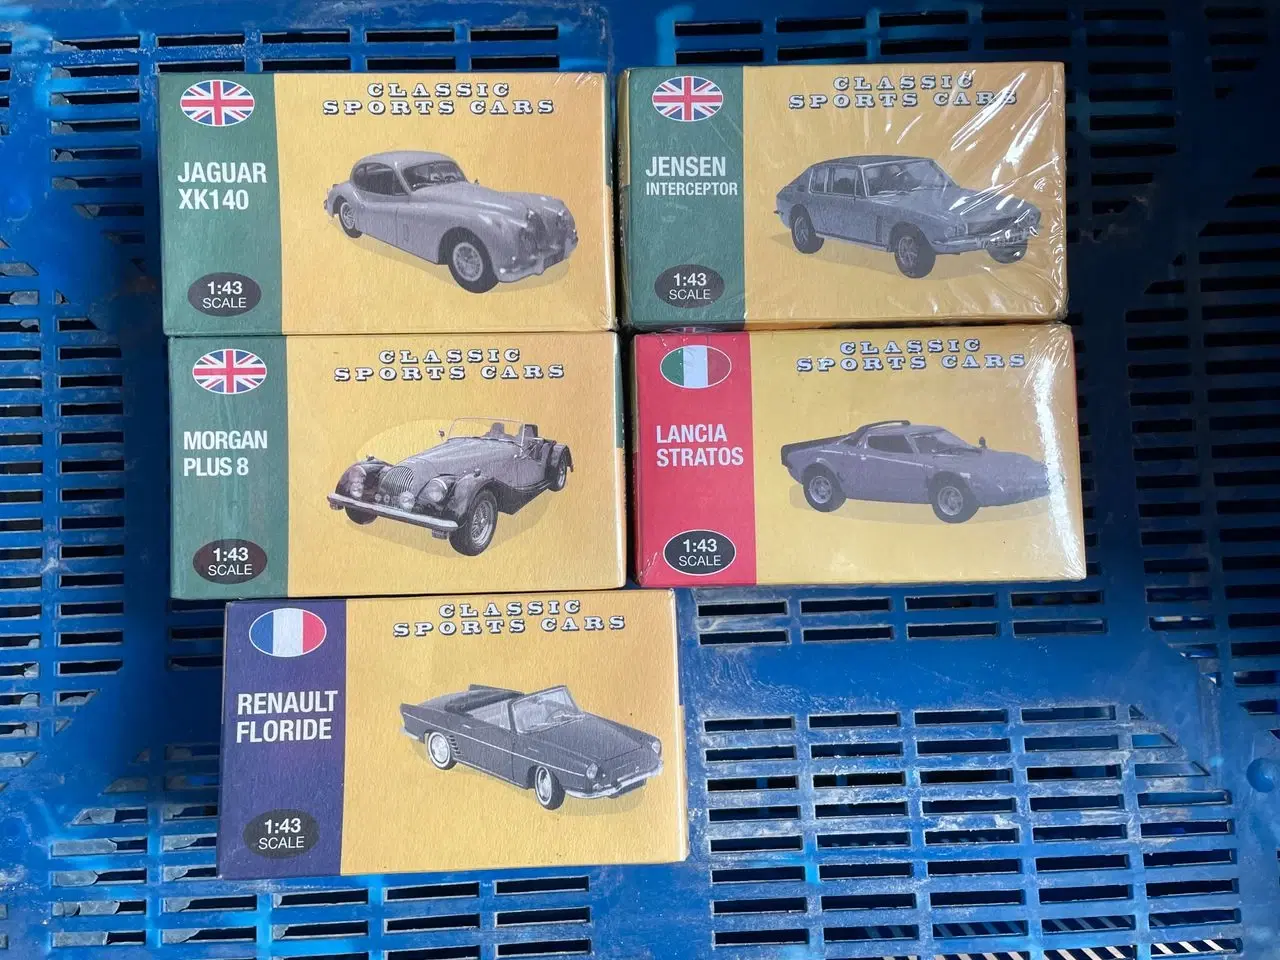 CLASSIC
SPORTS CARS
JAGUAR
XK140
1:43
SCALE
CLASSIC
SPORTS CARS
JENSEN
INTERCEPTOR
1:43
SCALE
CLASSIC
SPORTS CARS
MORGAN
PLUS 8
1:43
SCALE
CLASSIC
SPORTS CARS
LANCIA
STRATOS
1:43
SCALE
CLASSIC
SPORTS CARS
RENAULT
FLORIDE
1:43
SCALE